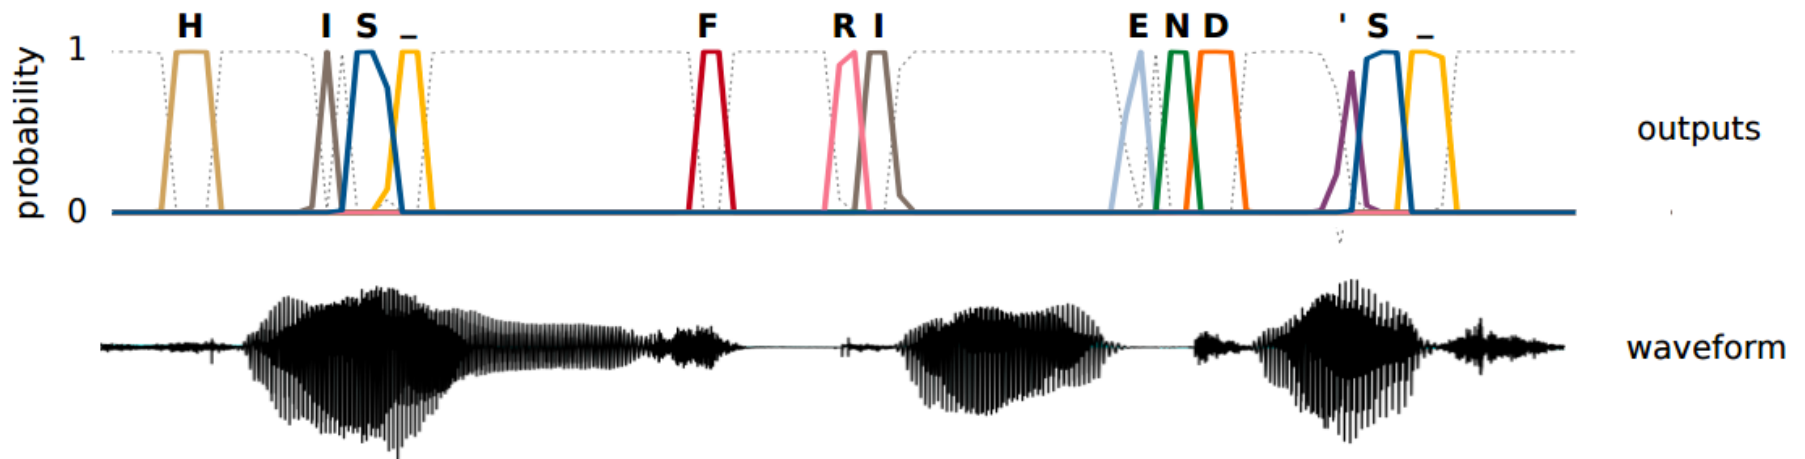 H I S _ F R I E N D ' S _
probability
1
0
outputs
waveform